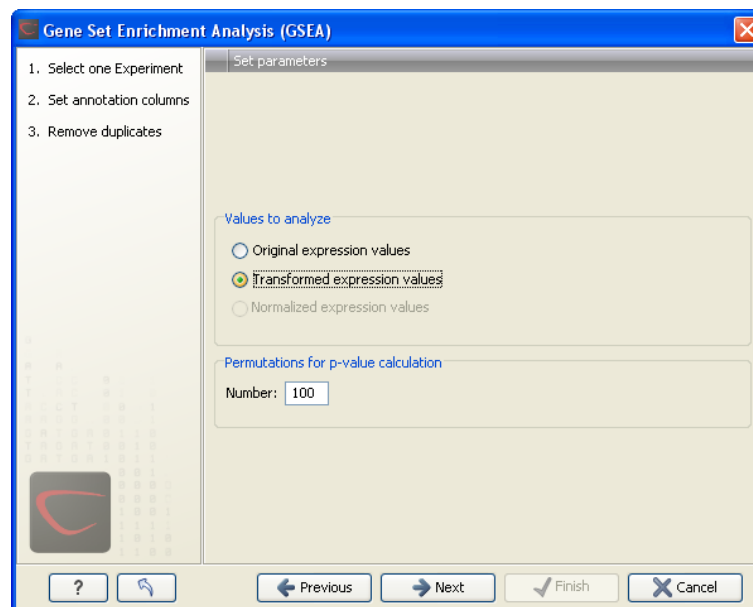 Gene Set Enrichment Analysis (GSEA)
1. Select one Experiment
2. Set annotation columns
3. Remove duplicates
Set parameters
Values to analyze
Original expression values
Transformed expression values
Normalized expression values
Permutations for p-value calculation
Number: 100
?
Previous
Next
Finish
Cancel